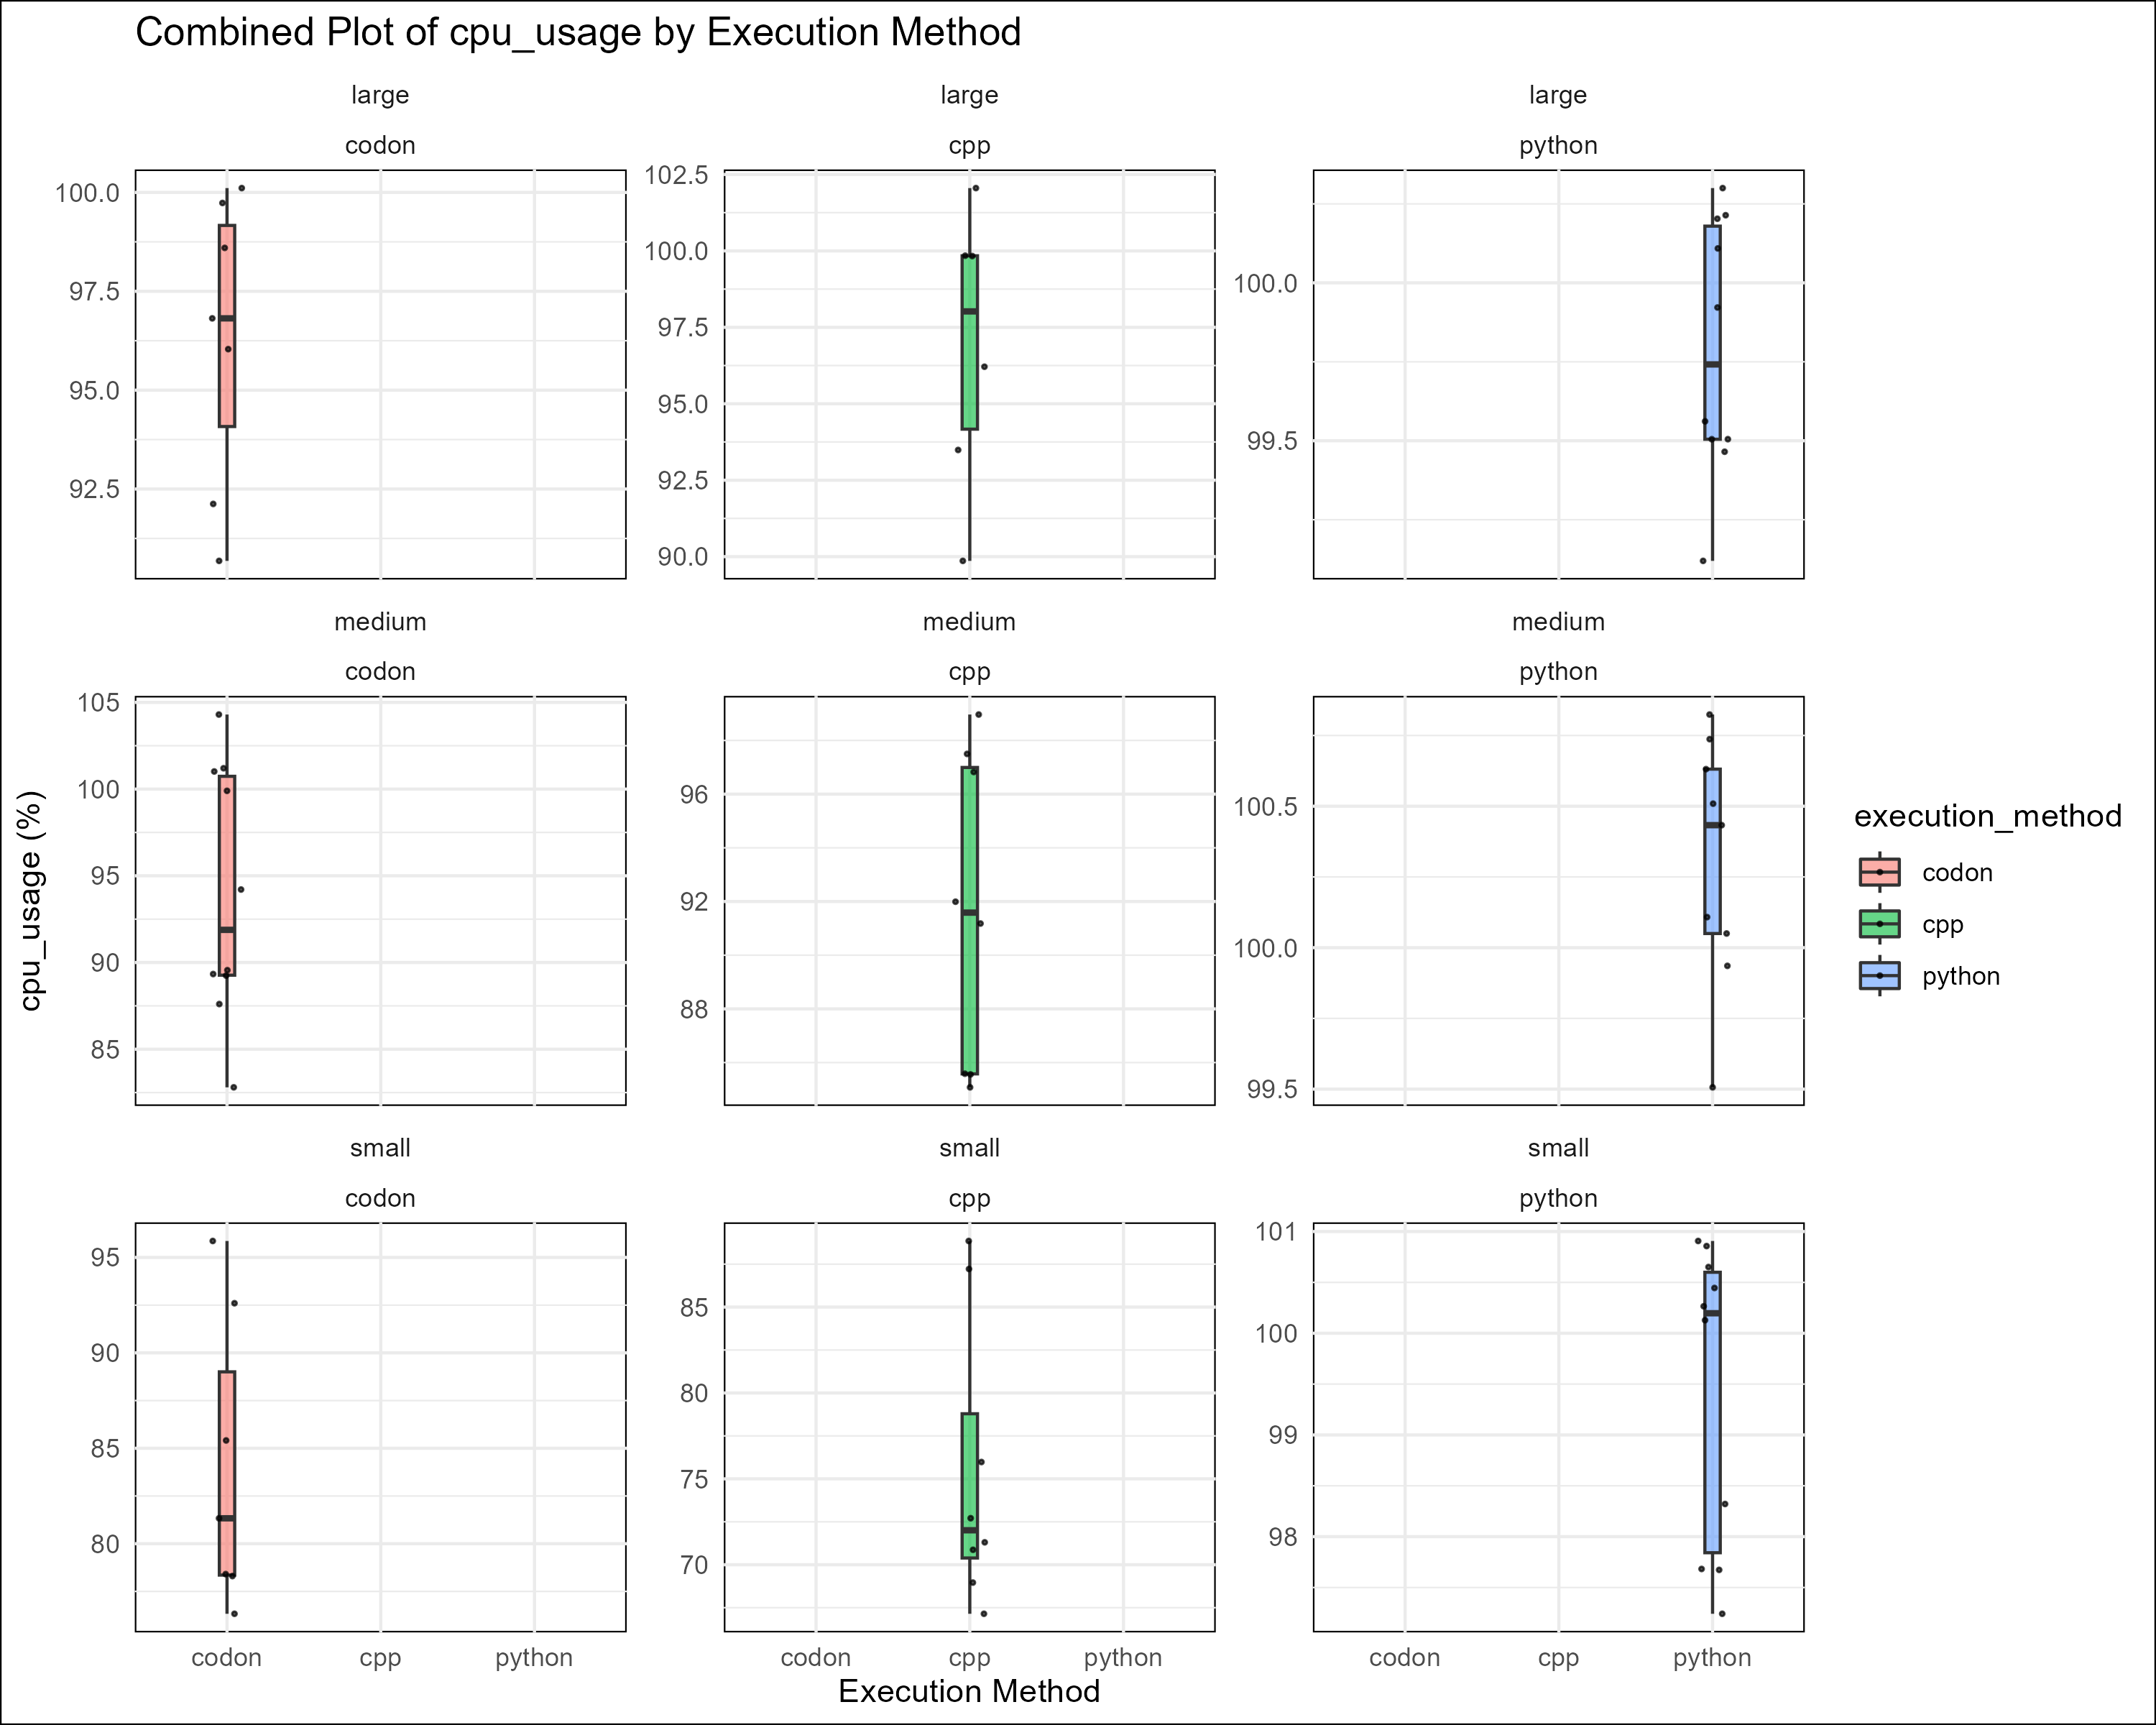 Combined Plot of cpu_usage by Execution Method
large large large
codon cpp python
100.0
97.5
95.0
92.5
102.5
100.0
97.5
95.0
92.5
90.0
100.0
99.5
medium medium medium
codon cpp python
105
100
95
90
85
96
92
88
100.5
100.0
99.5
small small small
codon cpp python
95
90
85
80
85
80
75
70
101
100
99
98
codon cpp python codon cpp python codon cpp python
Execution Method
cpu_usage (%)
execution_method
codon
cpp
python